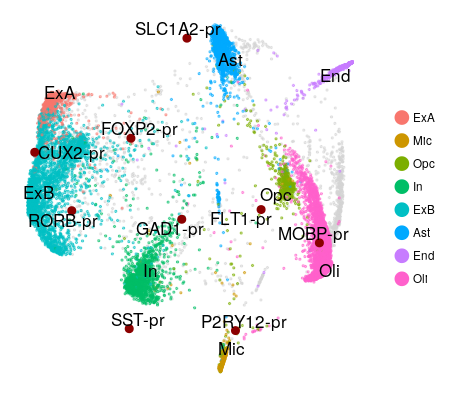 SLC1A2-pr
Ast
End
ExA
FOXP2-pr
CUX2-pr
ExB
Opc
RORB-pr
FLT1-pr
GAD1-pr
MOBP-pr
In
Oli
SST-pr
P2RY12-pr
Mic
ExA
Mic
Opc
In
ExB
Ast
End
Oli